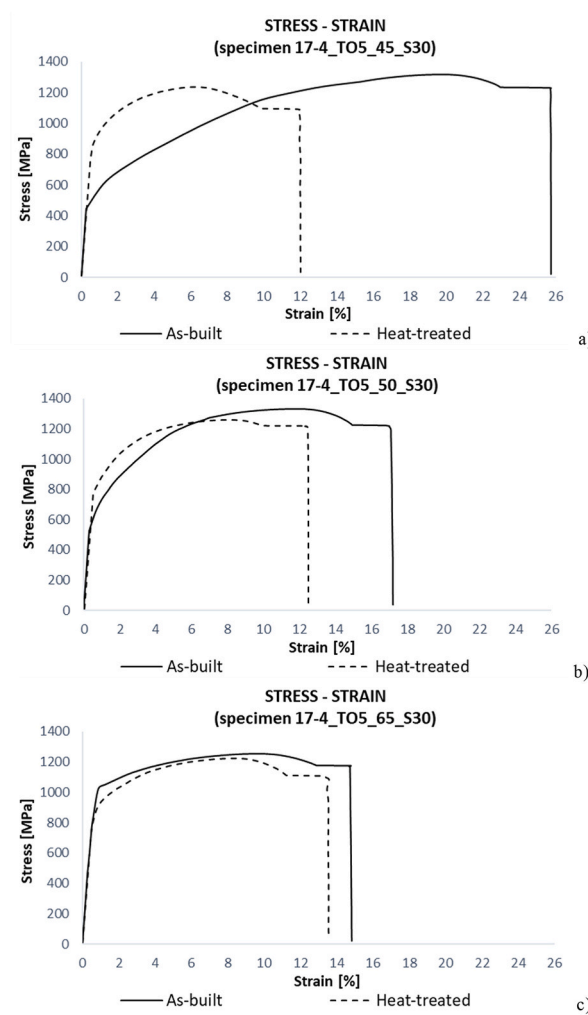 STRESS - STRAIN
(specimen 17-4_TO5_45_S30)
1400
1200
1000
800
600
400
200
0
Stress [MPa]
0 2 4 6 8 10 12 14 16 18 20 22 24 26
Strain [%]
As-built Heat-treated
a)
STRESS - STRAIN
(specimen 17-4_TO5_50_S30)
1400
1200
1000
800
600
400
200
0
Stress [MPa]
0 2 4 6 8 10 12 14 16 18 20 22 24 26
Strain [%]
As-built Heat-treated
b)
STRESS - STRAIN
(specimen 17-4_TO5_65_S30)
1400
1200
1000
800
600
400
200
0
Stress [MPa]
0 2 4 6 8 10 12 14 16 18 20 22 24 26
Strain [%]
As-built Heat-treated
c)